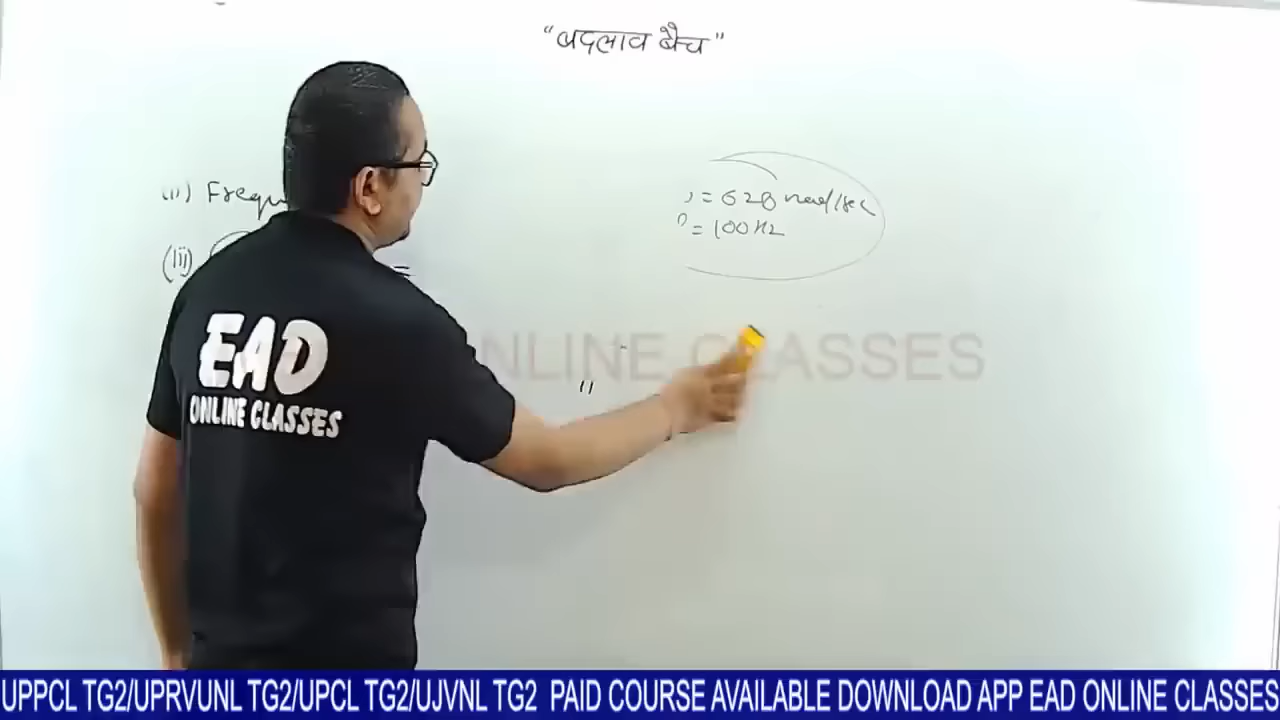 "बदलाव बैच"
(ii) Frequ
= 628 rad/sec
= 100 Hz
(iii)
=
EAD
ONLINE CLASSES
ONLINE CLASSES
"
UPPCL TG2/UPRVUNL TG2/UPCL TG2/UJVNL TG2 PAID COURSE AVAILABLE DOWNLOAD APP EAD ONLINE CLASSES